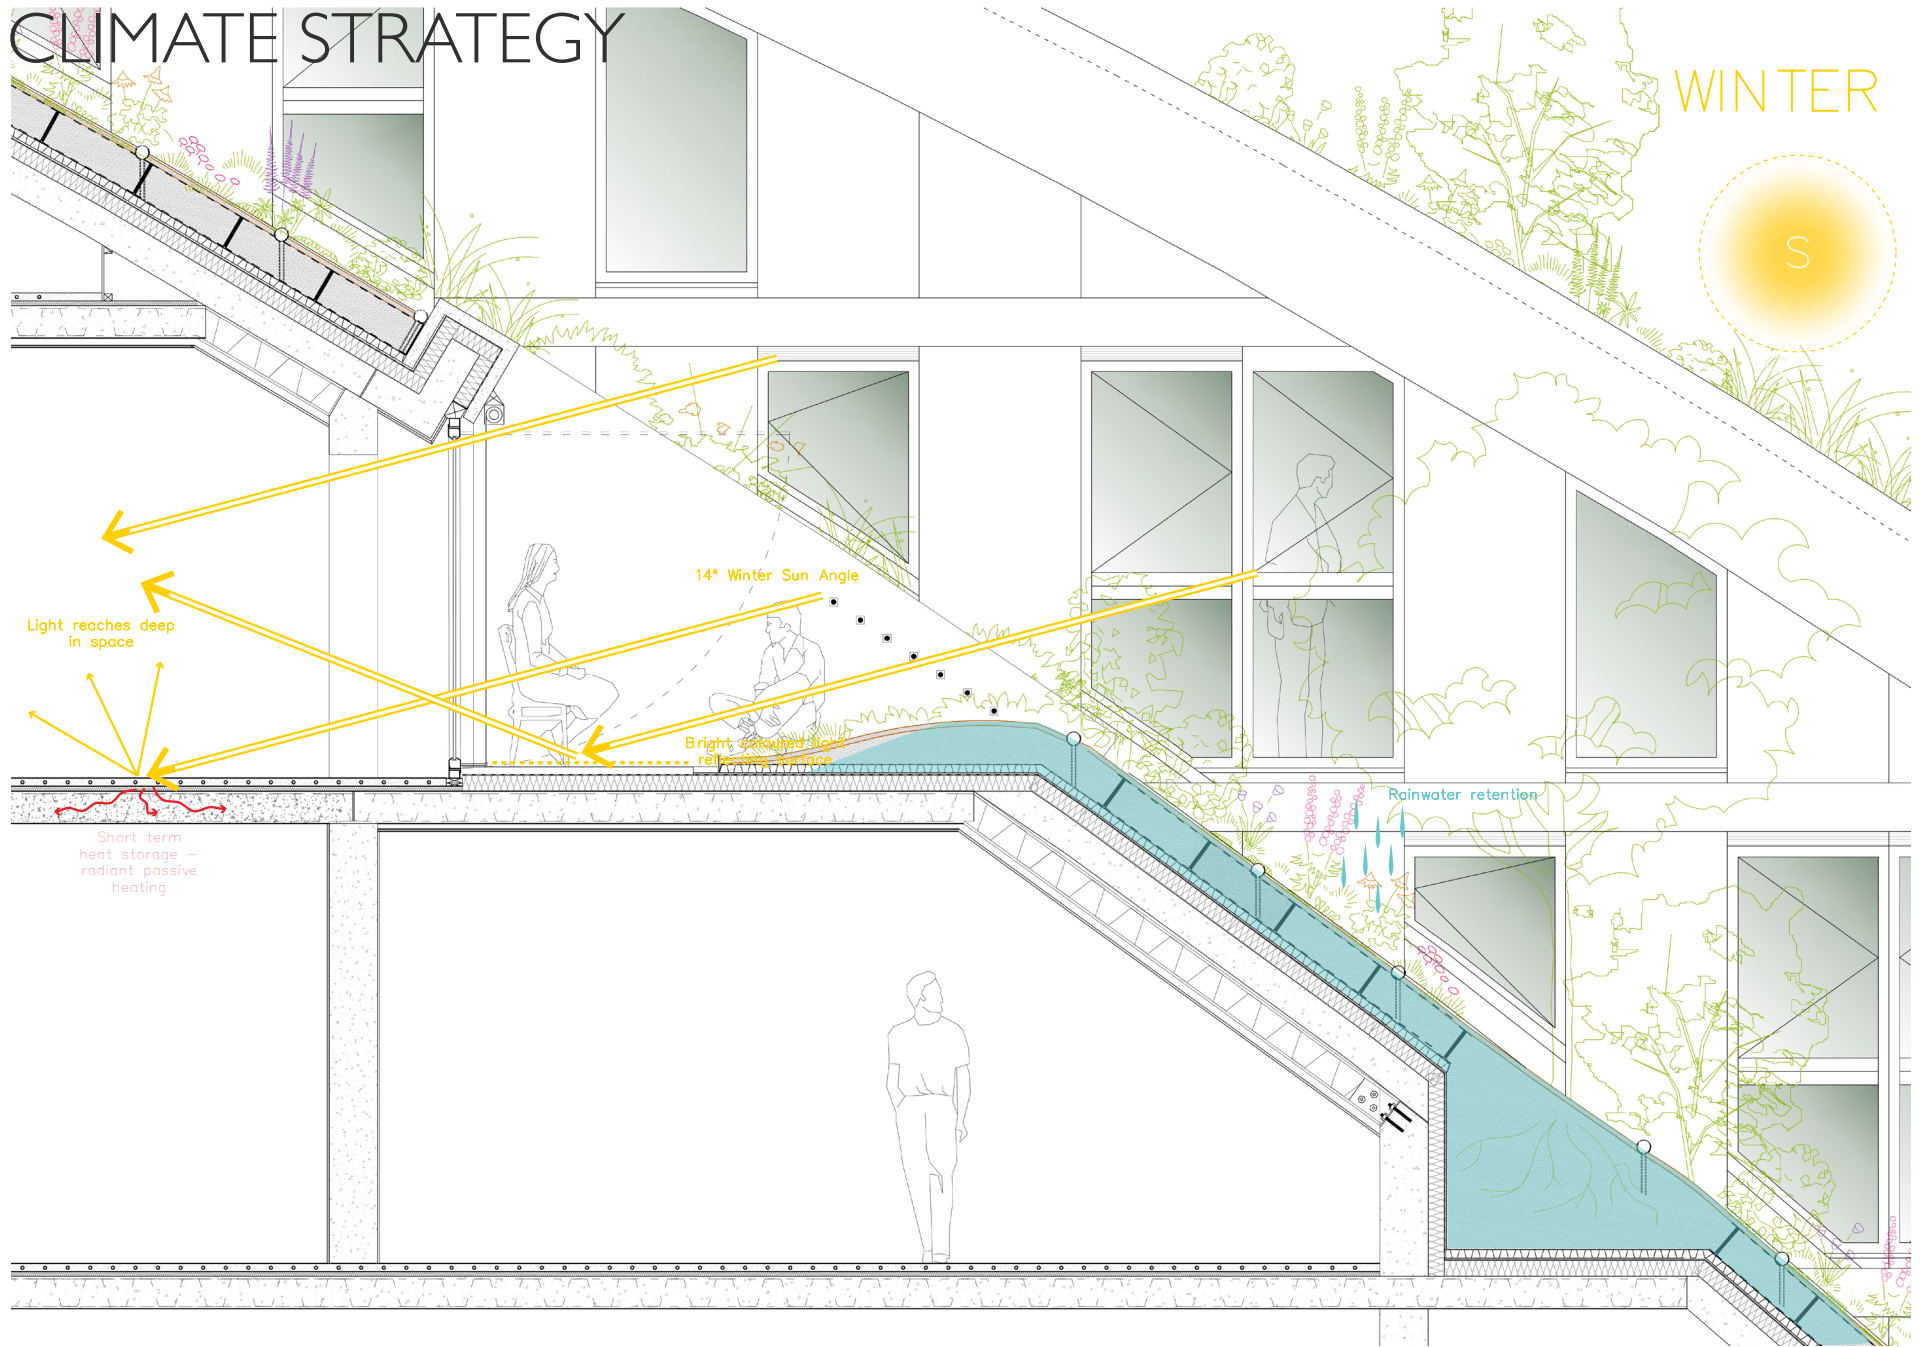 CLIMATE STRATEGY
WINTER
S
14° Winter Sun Angle
Light reaches deep
in space
Bright coloured light
reflecting surface
Rainwater retention
Short term
heat storage –
radiant passive
heating